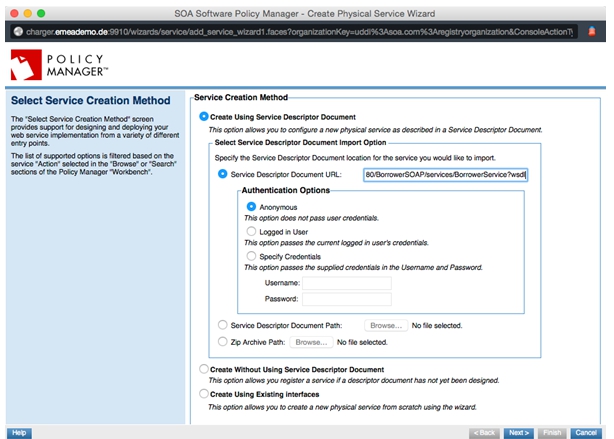 SOA Software Policy Manager - Create Physical Service Wizard
charger.emeademo.de:9910/wizards/service/add_service_wizard1.faces?organizationKey=uddi%3Asoa.com%3Aregistryorganization&ConsoleActionTy
POLICY
MANAGER™
Select Service Creation Method
The "Select Service Creation Method" screen
provides support for designing and deploying your
web service implementation from a variety of different
entry points.
The list of supported options is filtered based on the
service "Action" selected in the "Browse" or "Search"
sections of the Policy Manager "Workbench".
Service Creation Method
Create Using Service Descriptor Document
This option allows you to configure a new physical service as described in a Service Descriptor Document.
Select Service Descriptor Document Import Option
Specify the Service Descriptor Document location for the service you would like to import.
Service Descriptor Document URL: 80/BorrowerSOAP/services/BorrowerService?wsdl
Authentication Options
Anonymous
This option does not pass user credentials.
Logged in User
This option passes the current logged in user's credentials.
Specify Credentials
This option passes the supplied credentials in the Username and Password.
Username:
Password:
Service Descriptor Document Path: Browse... No file selected.
Zip Archive Path: Browse... No file selected.
Create Without Using Service Descriptor Document
This option allows you register a service if a descriptor document has not yet been designed.
Create Using Existing interfaces
This option allows you to create a new physical service from scratch using the wizard.
Help < Back Next > Finish Cancel